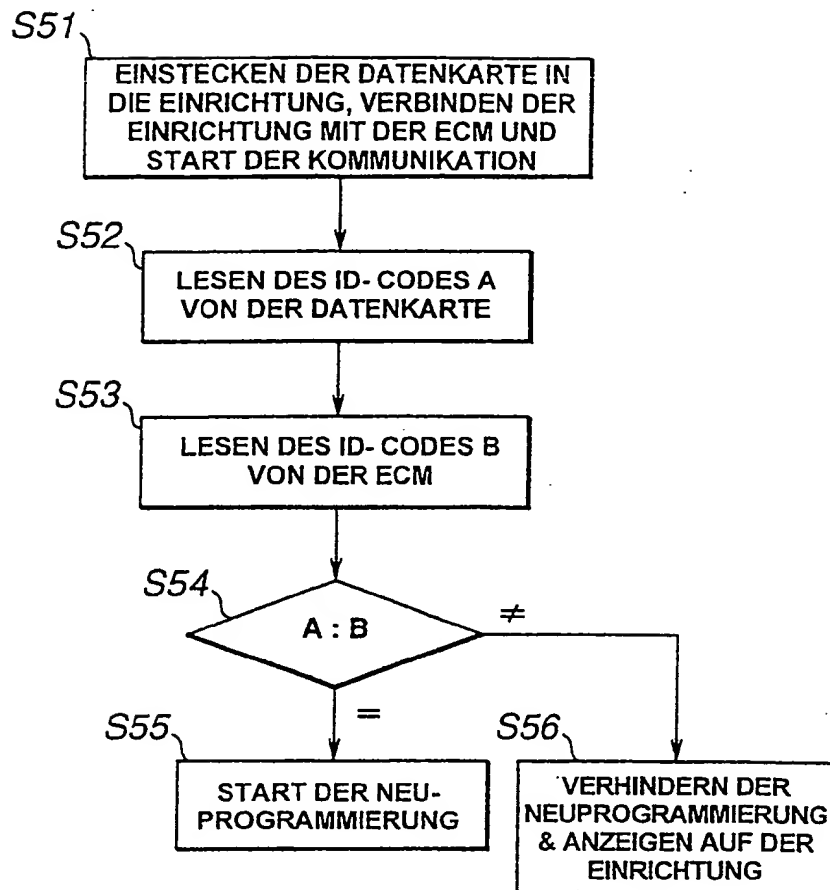 S51
EINSTECKEN DER DATENKARTE IN
DIE EINRICHTUNG, VERBINDEN DER
EINRICHTUNG MIT DER ECM UND
START DER KOMMUNIKATION
S52
LESEN DES ID- CODES A
VON DER DATENKARTE
S53
LESEN DES ID- CODES B
VON DER ECM
S54
A : B
≠
=
S55
START DER NEU-
PROGRAMMIERUNG
S56
VERHINDERN DER
NEUPROGRAMMIERUNG
& ANZEIGEN AUF DER
EINRICHTUNG